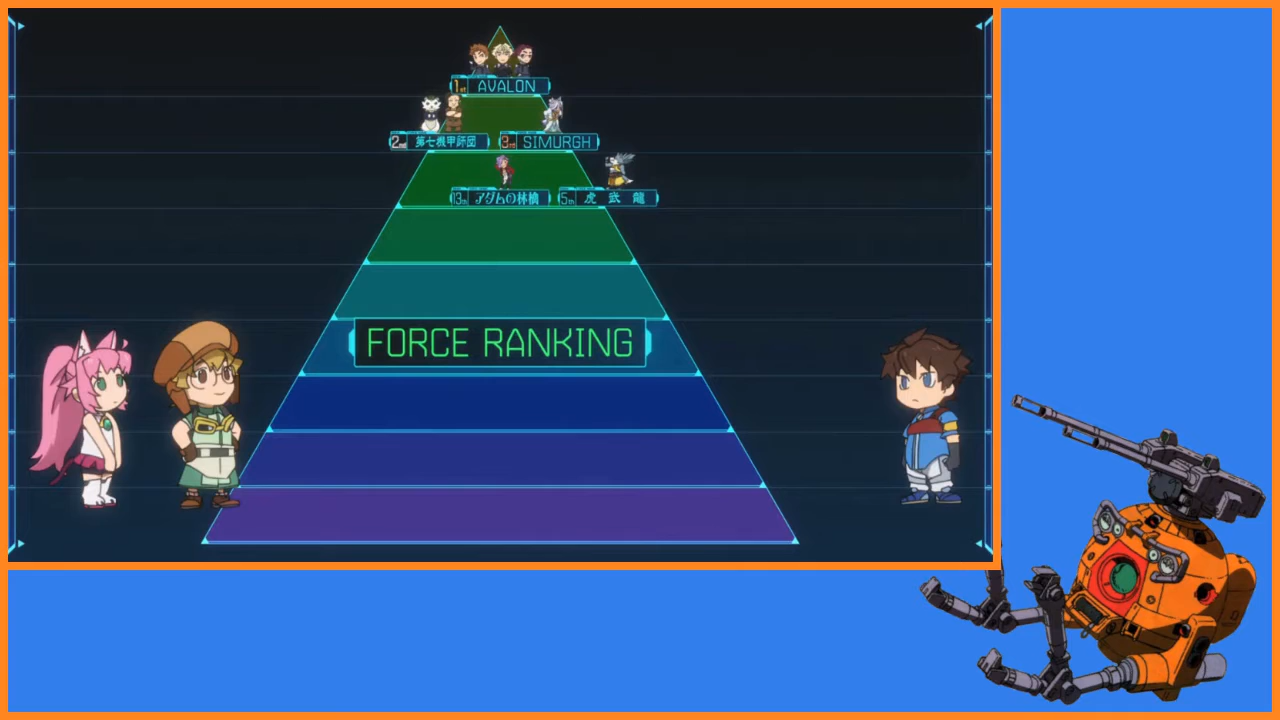 1st AVALON
2nd 第七機甲師団
3rd SIMURGH
13th アダムの林檎
5th 虎武龍
FORCE RANKING